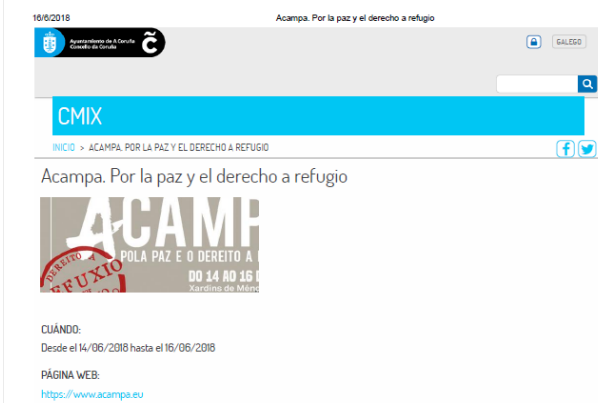 16/6/2018
Acampa. Por la paz y el derecho a refugio
Ayuntamiento de A Coruña
Concello da Coruña
GALEGO
CMIX
INICIO > ACAMPA. POR LA PAZ Y EL DERECHO A REFUGIO
Acampa. Por la paz y el derecho a refugio
ACAMP
POLA PAZ E O DEREITO A
DO 14 AO 16 D
Xardins de Ménd
DEREITO A
REFUXIO
CUÁNDO:
Desde el 14/06/2018 hasta el 16/06/2018
PÁGINA WEB:
https://www.acampa.eu